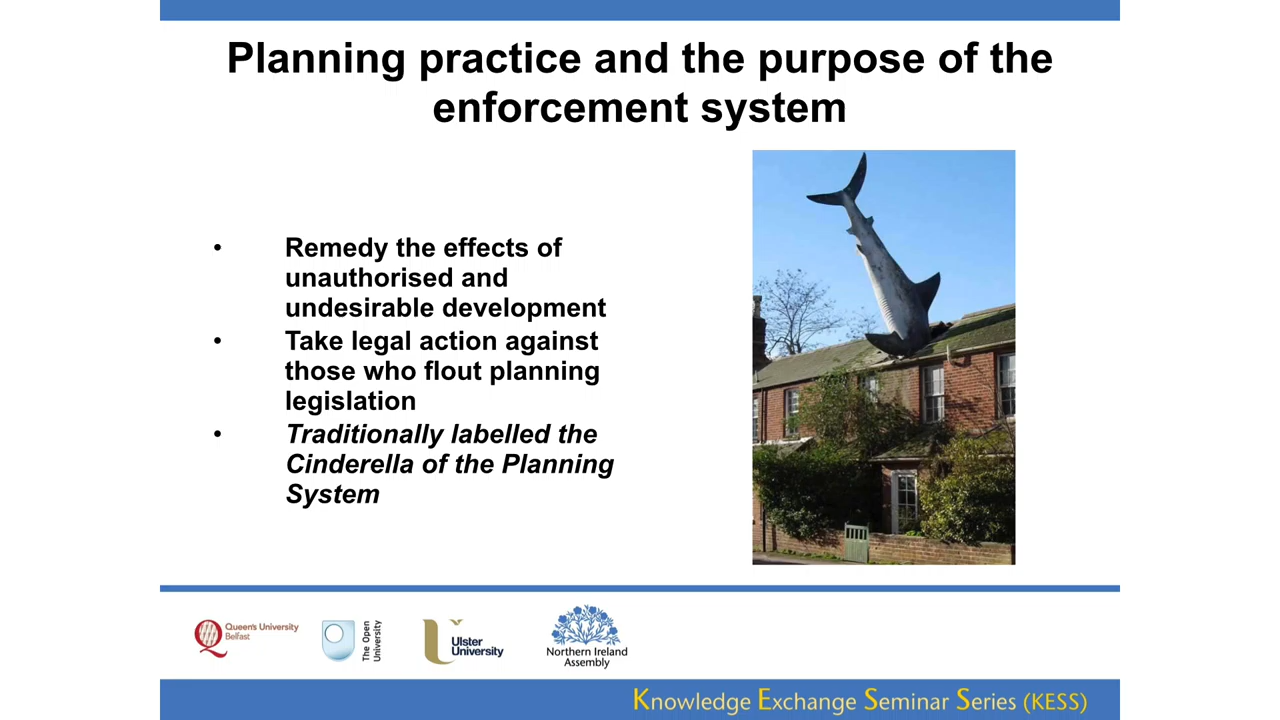 Planning practice and the purpose of the
enforcement system
• Remedy the effects of
unauthorised and
undesirable development
• Take legal action against
those who flout planning
legislation
• Traditionally labelled the
Cinderella of the Planning
System
Queen's University
Belfast
The Open
University
Ulster
University
Northern Ireland
Assembly
Knowledge Exchange Seminar Series (KESS)